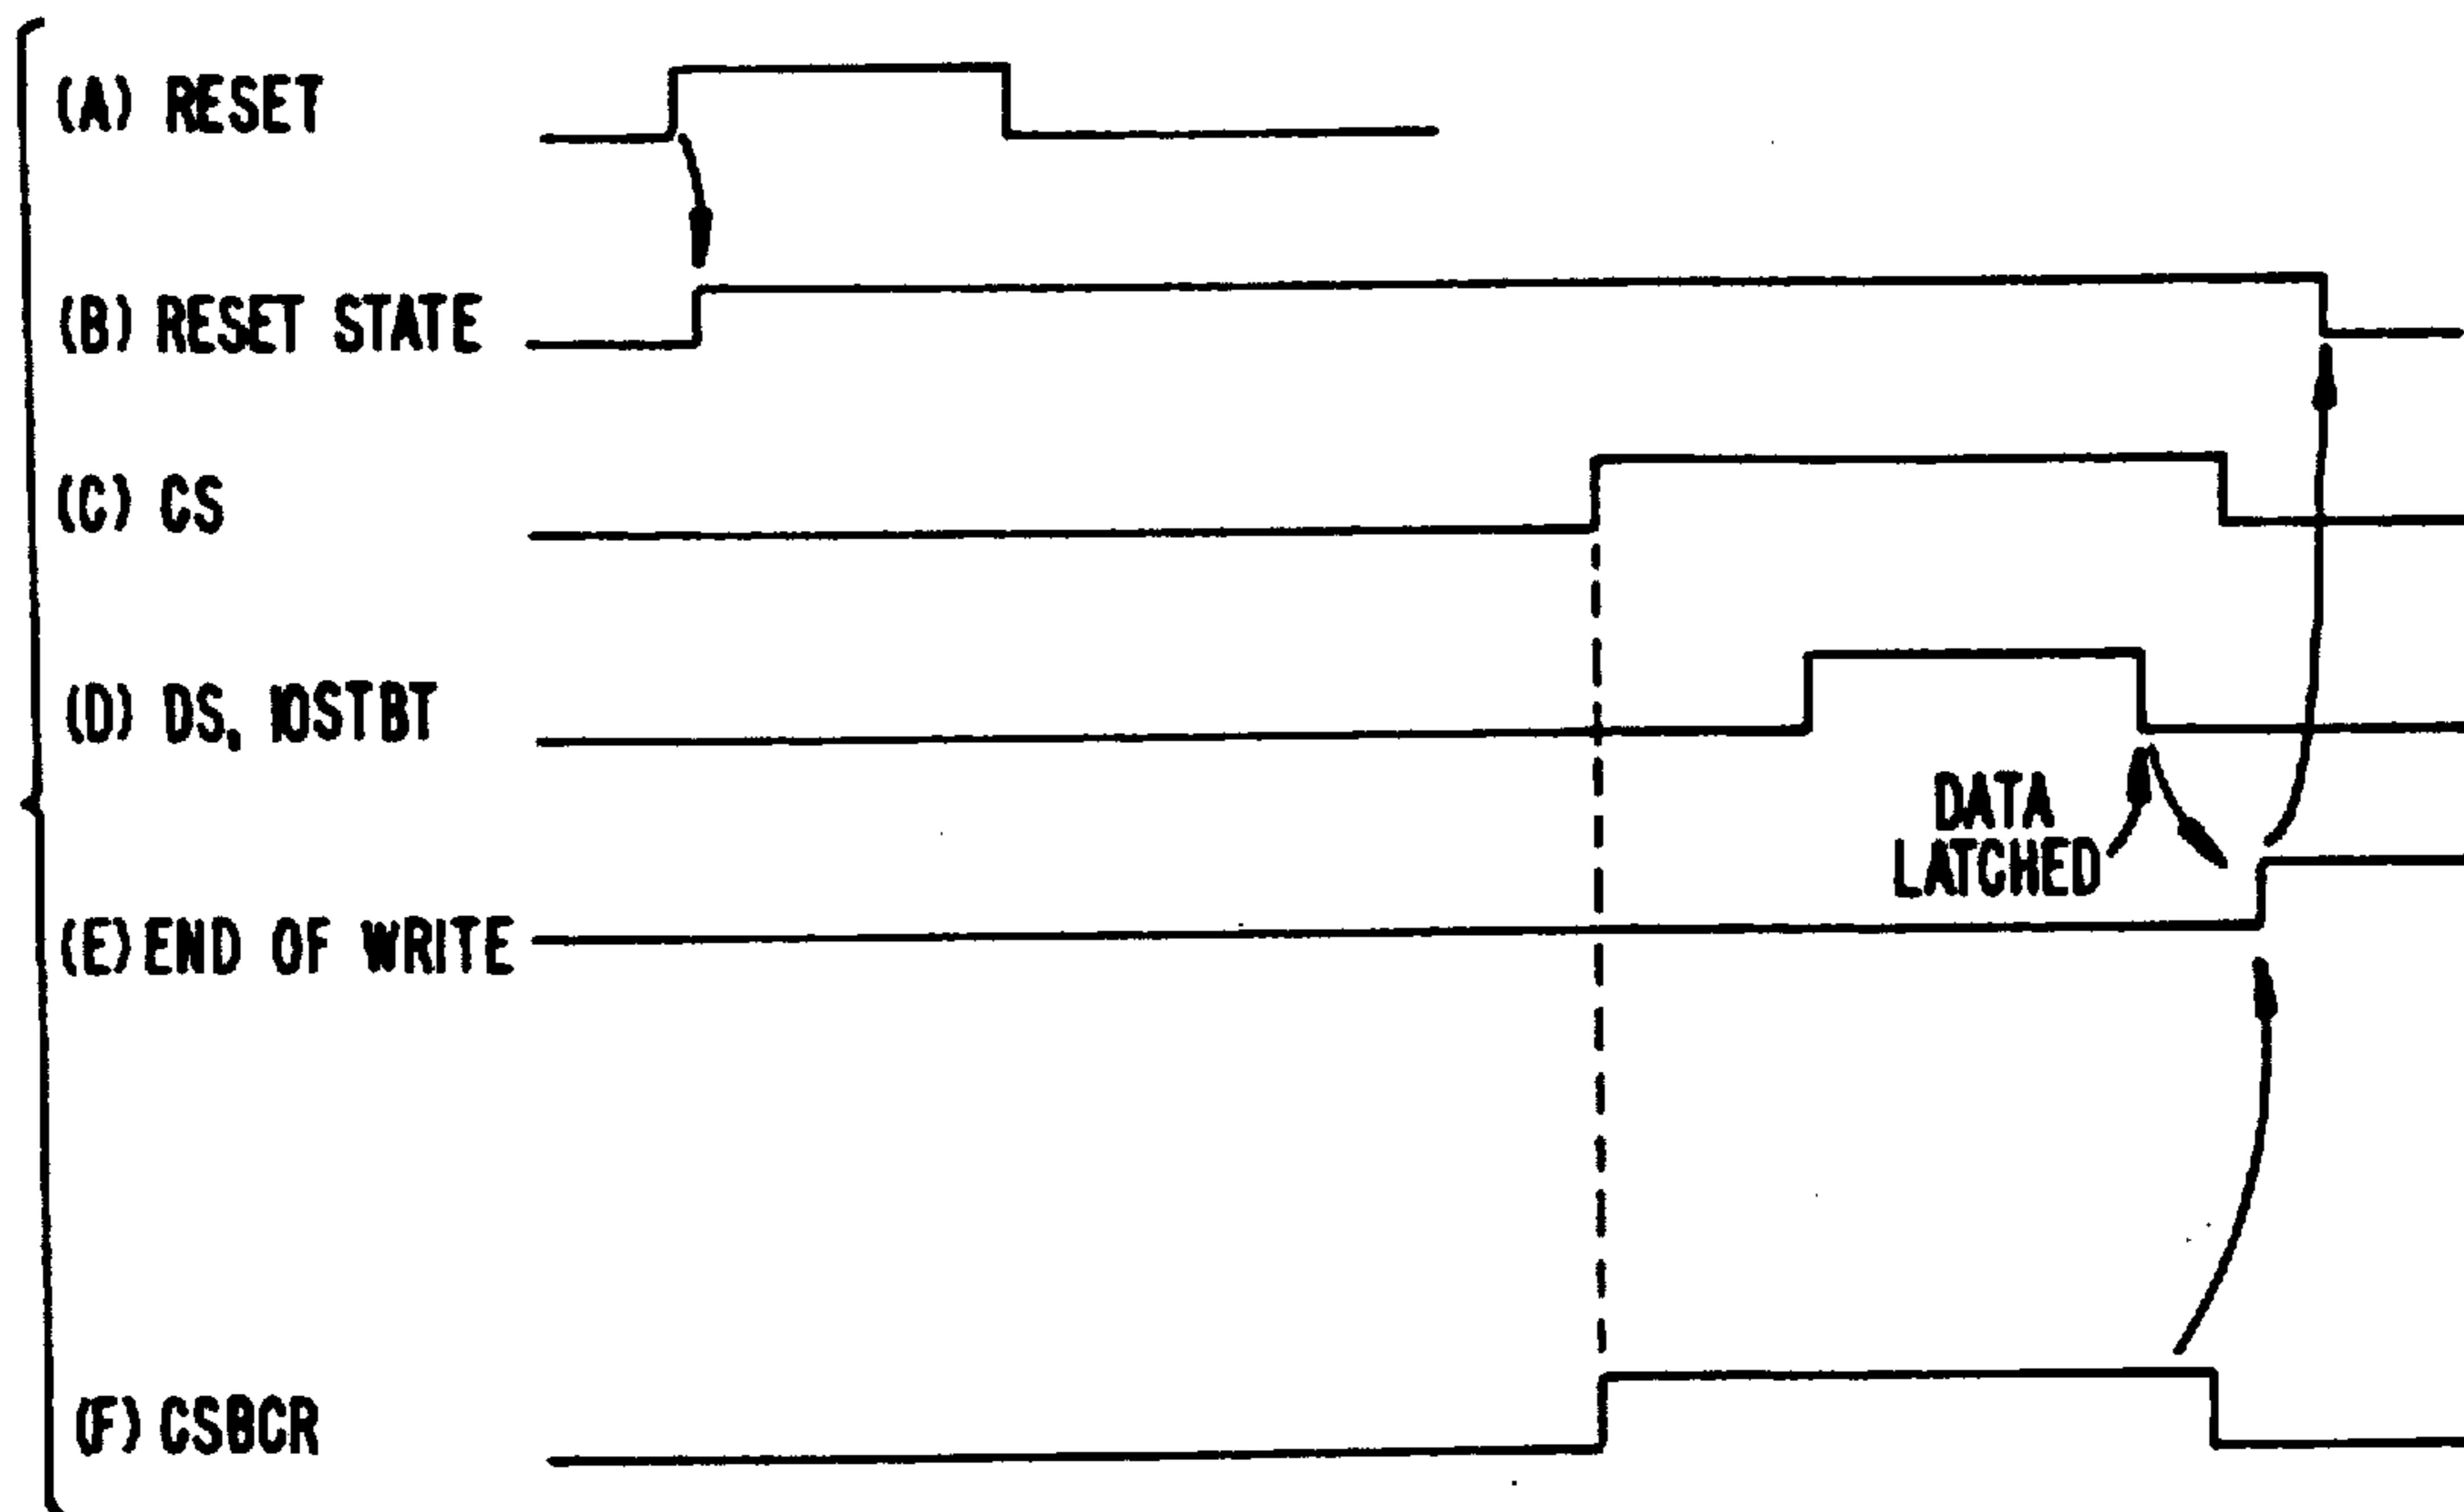 (A) RESET
(B) RESET STATE
(C) CS
(D) DS, IOSTBT
DATA
LATCHED
(E) END OF WRITE
(F) CSBCR